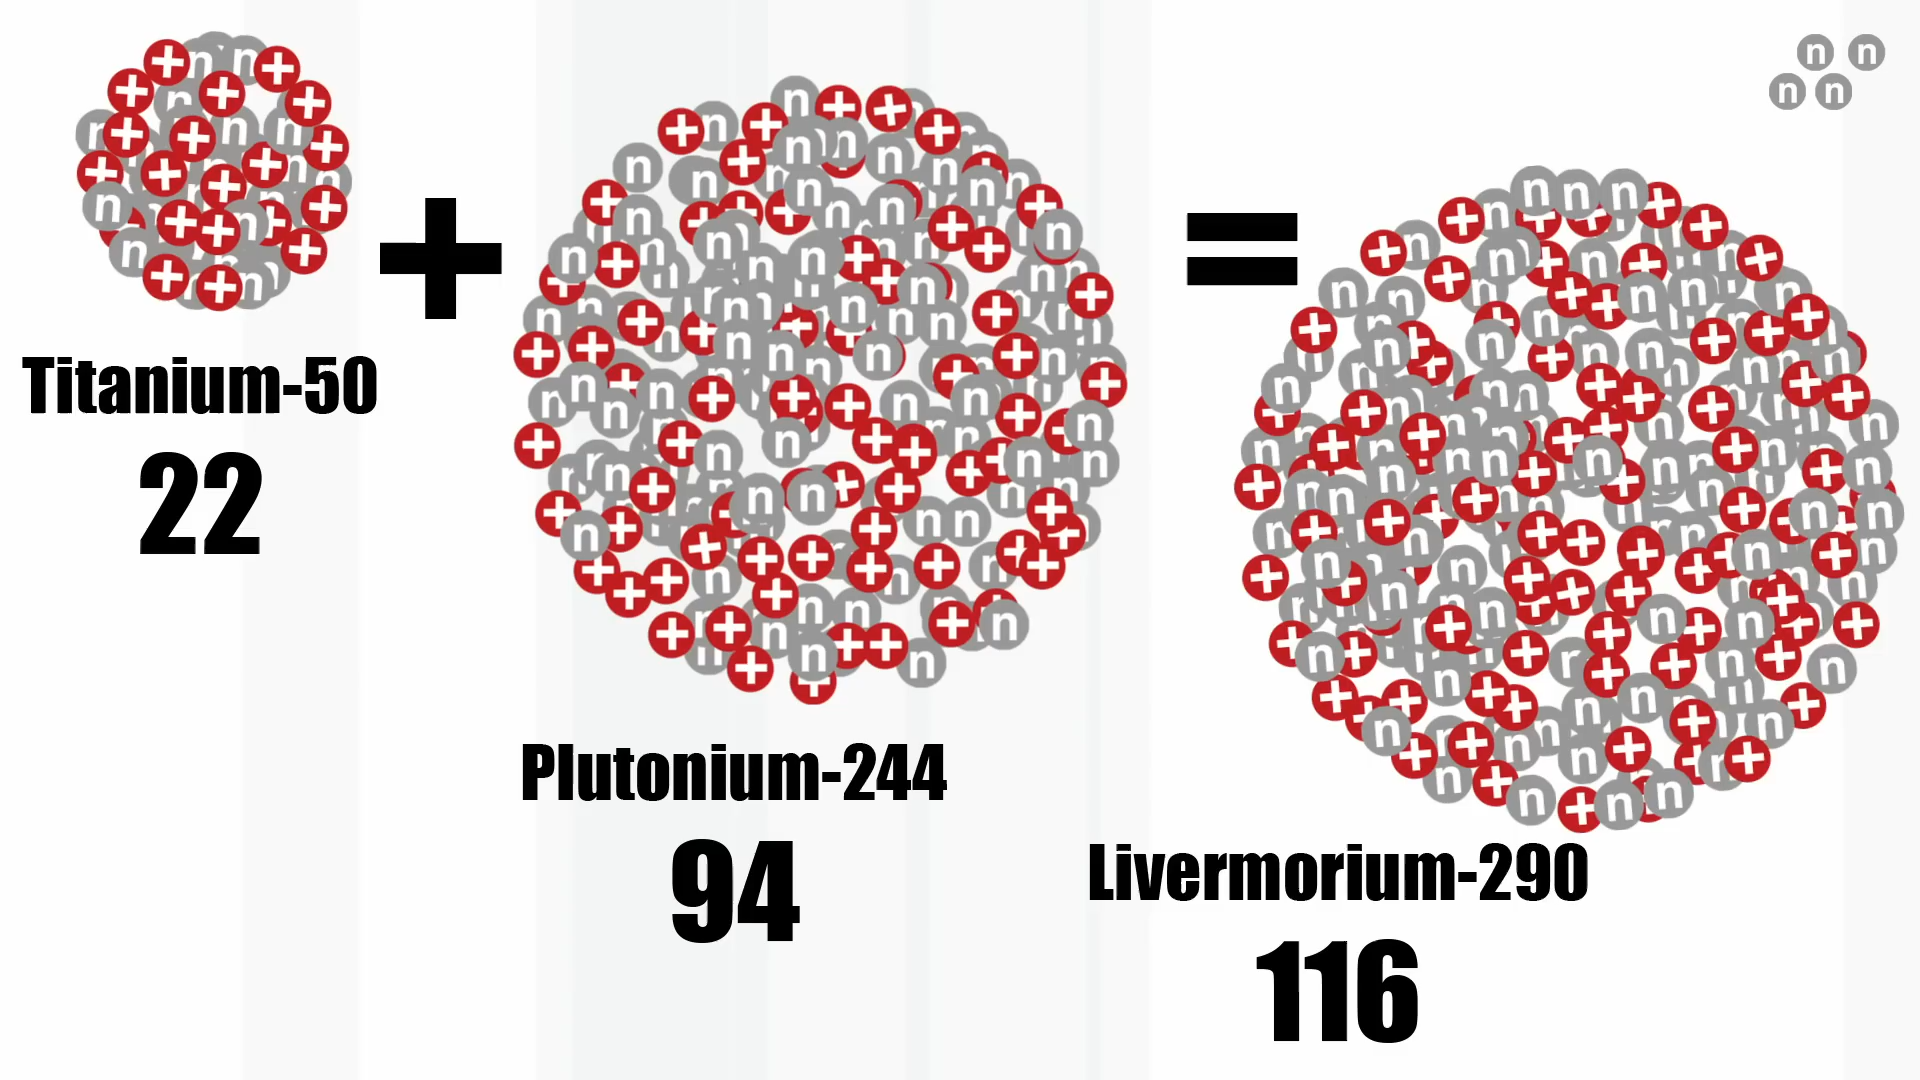 Titanium-50
22
+
Plutonium-244
94
=
Livermorium-290
116
n n
n n